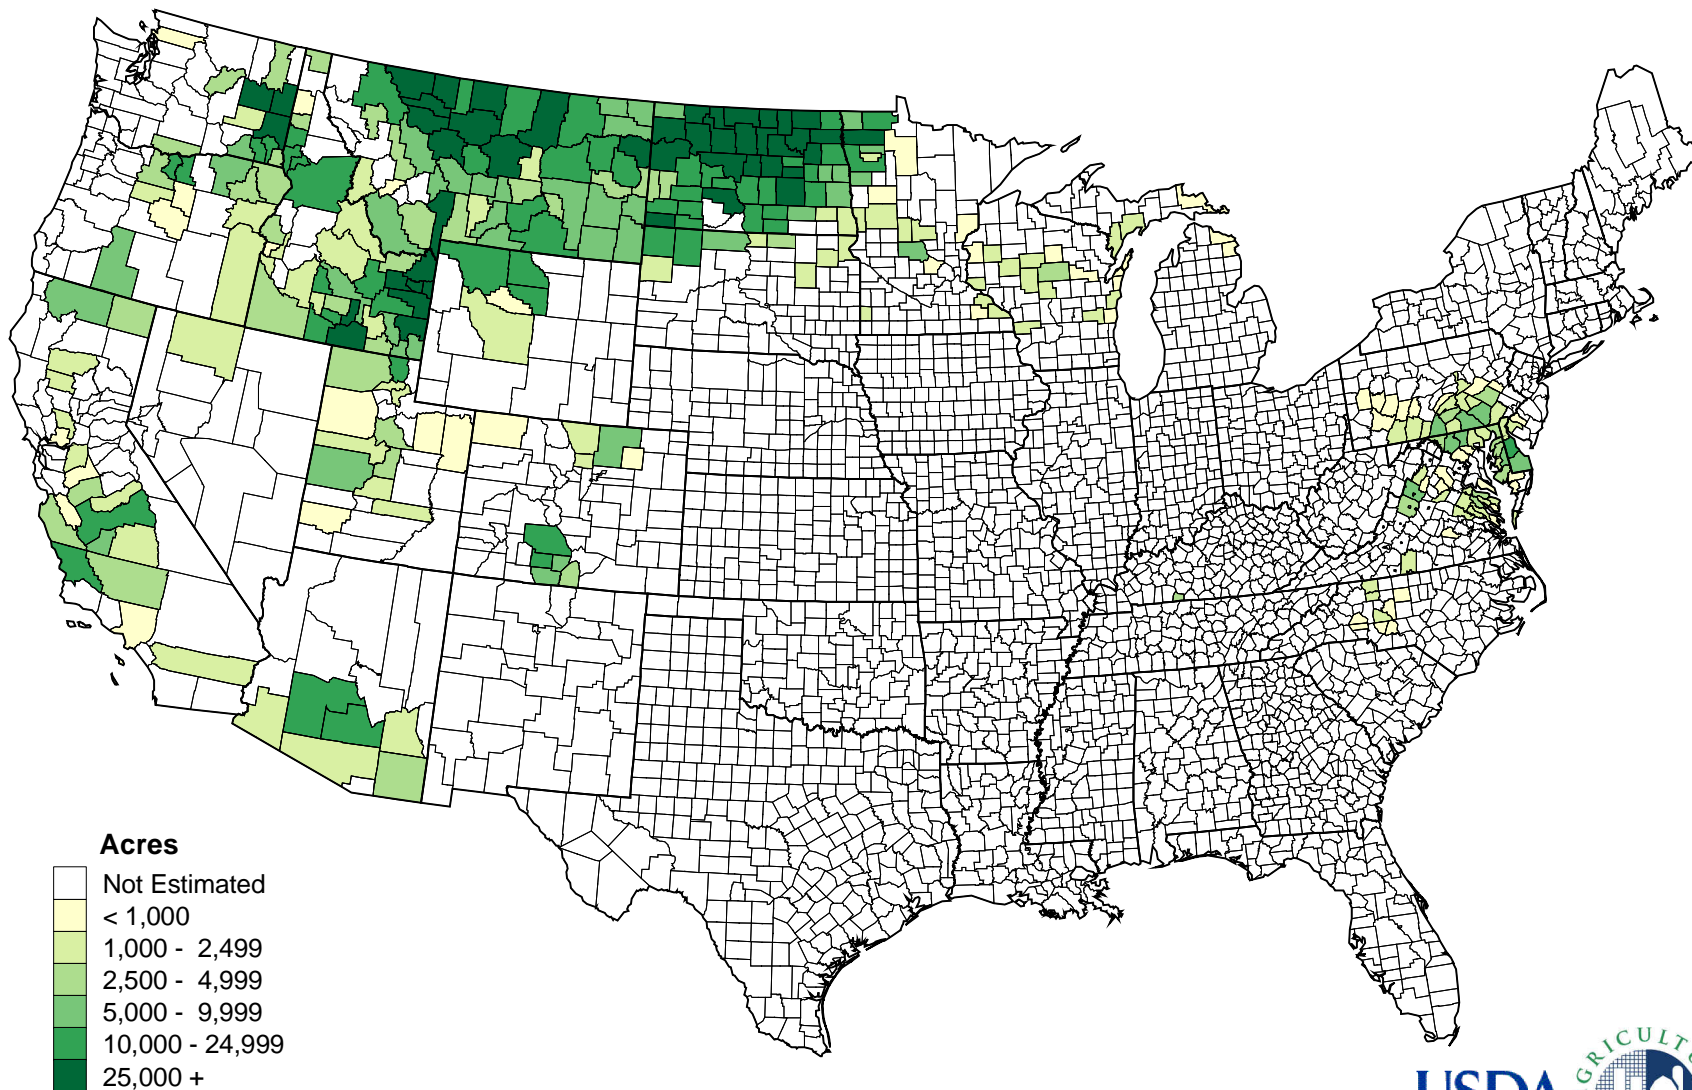 Acres
Not Estimated
< 1,000
1,000 - 2,499
2,500 - 4,999
5,000 - 9,999
10,000 - 24,999
25,000 +
USDA